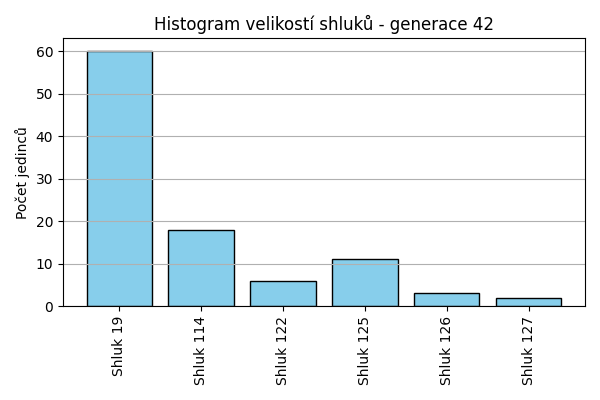 Histogram velikostí shluků - generace 42
Počet jedinců
60
50
40
30
20
10
0
Shluk 19
Shluk 114
Shluk 122
Shluk 125
Shluk 126
Shluk 127